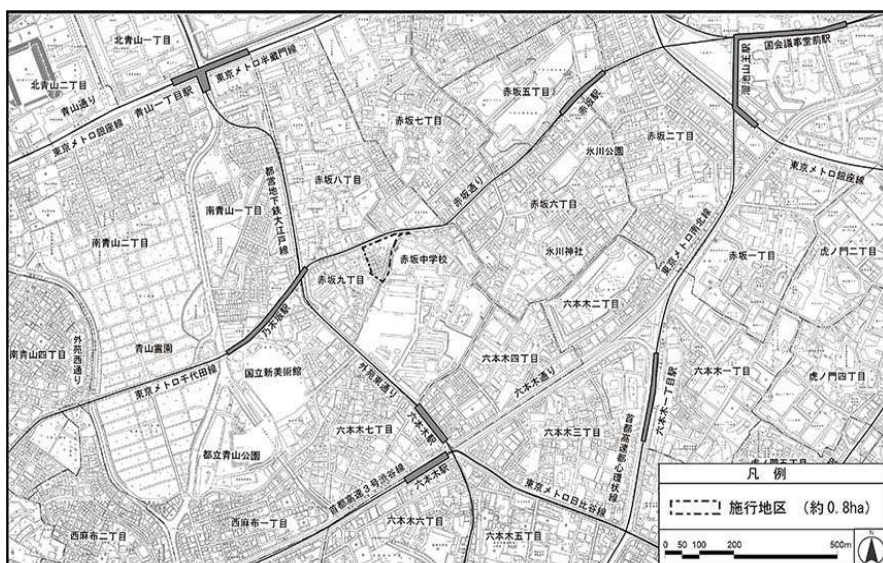 北青山一丁目
北青山二丁目
青山通り
東京メトロ銀座線
青山一丁目駅
東京メトロ半蔵門線
国会議事堂前駅
溜池山王駅
赤坂五丁目
赤坂駅
赤坂七丁目
赤坂二丁目
氷川公園
東京メトロ銀座線
赤坂八丁目
赤坂通り
都営地下鉄大江戸線
南青山一丁目
赤坂六丁目
南青山二丁目
東京メトロ南北線
赤坂一丁目
虎ノ門二丁目
氷川神社
赤坂中学校
赤坂九丁目
六本木二丁目
外苑西通り
南青山四丁目
青山霊園
乃木坂駅
国立新美術館
東京メトロ千代田線
外苑東通り
六本木四丁目
六本木通り
六本木一丁目駅
六本木一丁目
虎ノ門四丁目
都立青山公園
六本木七丁目
六本木駅
六本木三丁目
首都高速都心環状線
首都高速3号渋谷線
六本木駅
東京メトロ日比谷線
西麻布一丁目
西麻布二丁目
六本木六丁目
六本木五丁目
凡 例
施行地区 (約0.8ha)
0 50 100 200 500m